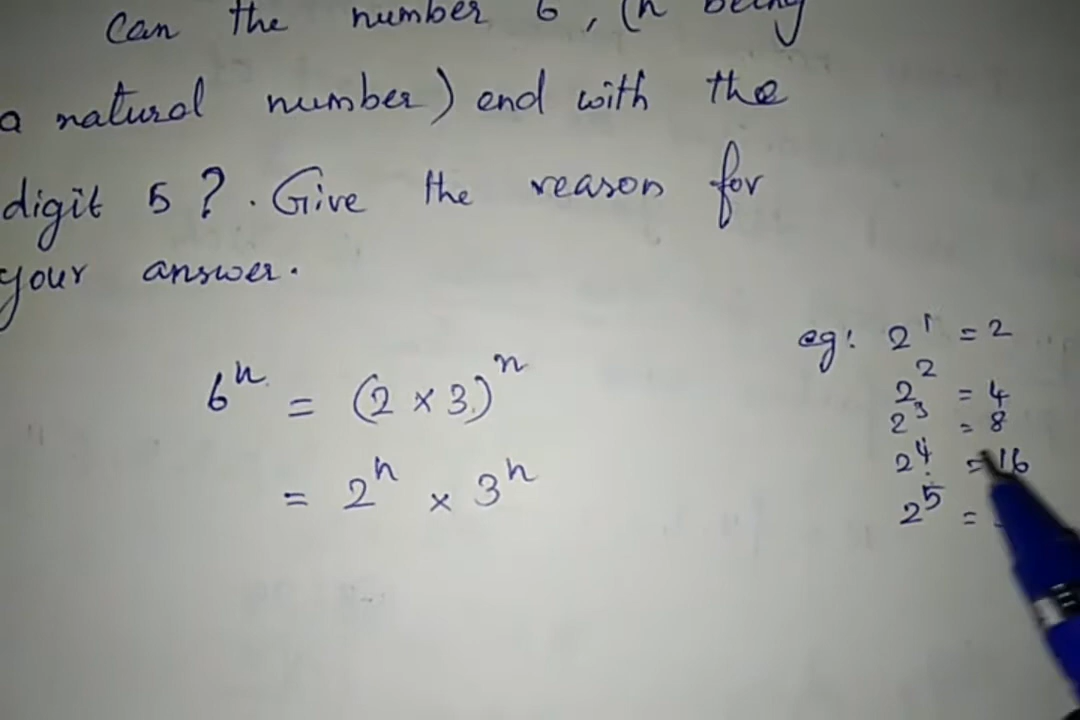 Can the number 6, (n being
a natural number) end with the
digit 5 ?. Give the reason for
your answer.
6ⁿ = (2 × 3)ⁿ
= 2ⁿ × 3ⁿ
eg: 2¹ = 2
2² = 4
2³ = 8
2⁴ = 16
2⁵ =